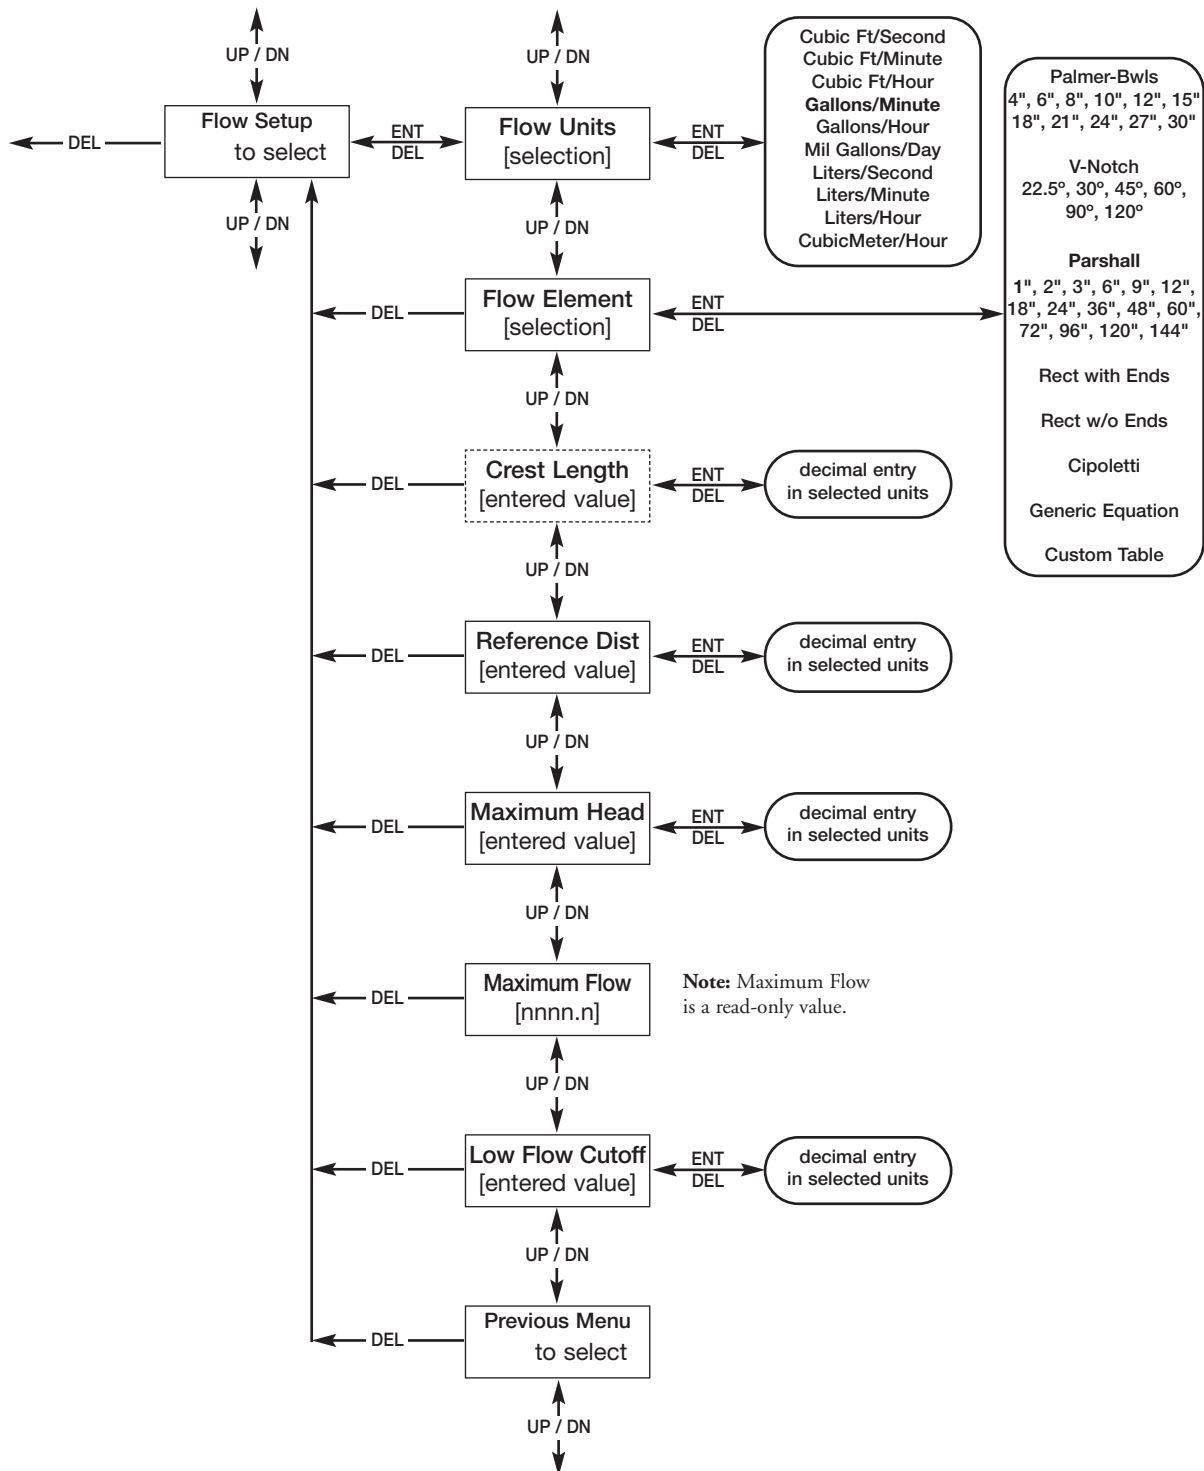 UP / DN
UP / DN
Flow Setup
to select
DEL
ENT
DEL
Flow Units
[selection]
ENT
DEL
Cubic Ft/Second
Cubic Ft/Minute
Cubic Ft/Hour
Gallons/Minute
Gallons/Hour
Mil Gallons/Day
Liters/Second
Liters/Minute
Liters/Hour
CubicMeter/Hour
Palmer-Bwls
4", 6", 8", 10", 12", 15"
18", 21", 24", 27", 30"
V-Notch
22.5º, 30º, 45º, 60º,
90º, 120º
Parshall
1", 2", 3", 6", 9", 12",
18", 24", 36", 48", 60",
72", 96", 120", 144"
Rect with Ends
Rect w/o Ends
Cipoletti
Generic Equation
Custom Table
UP / DN
UP / DN
DEL
Flow Element
[selection]
ENT
DEL
UP / DN
DEL
Crest Length
[entered value]
ENT
DEL
decimal entry
in selected units
UP / DN
DEL
Reference Dist
[entered value]
ENT
DEL
decimal entry
in selected units
UP / DN
DEL
Maximum Head
[entered value]
ENT
DEL
decimal entry
in selected units
UP / DN
DEL
Maximum Flow
[nnnn.n]
Note: Maximum Flow
is a read-only value.
UP / DN
DEL
Low Flow Cutoff
[entered value]
ENT
DEL
decimal entry
in selected units
UP / DN
DEL
Previous Menu
to select
UP / DN